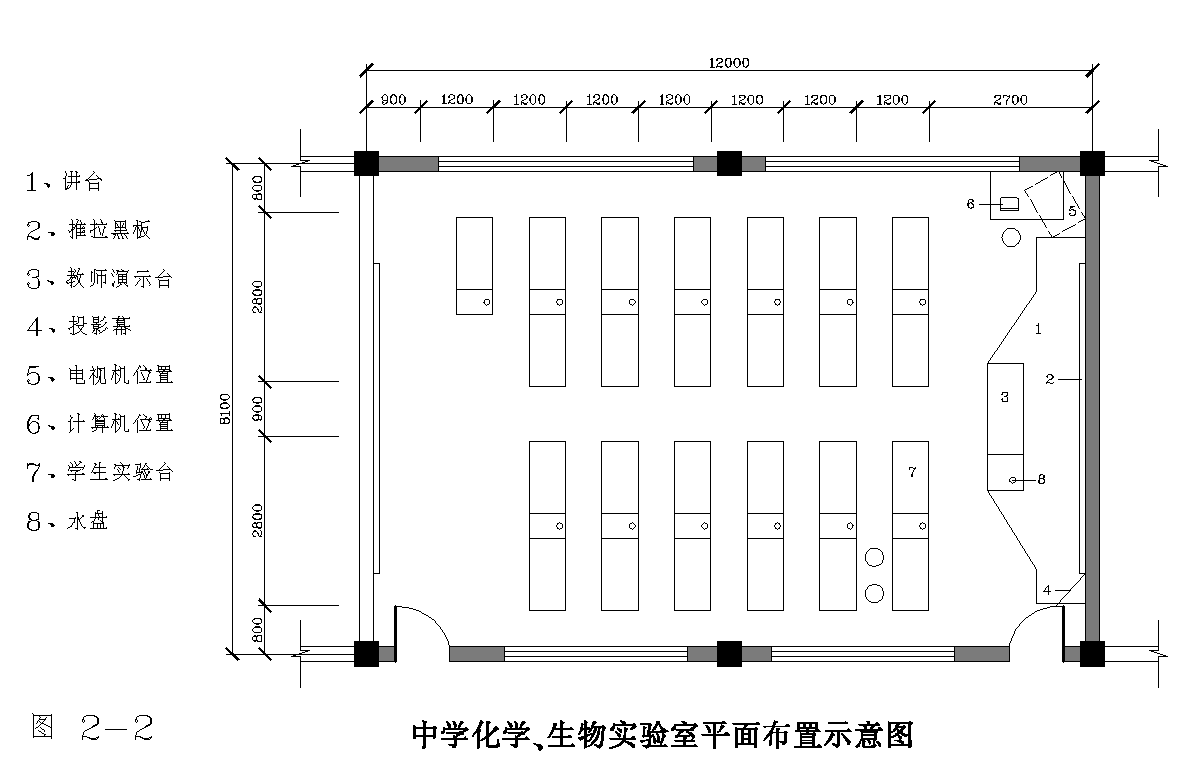 12000
900 1200 1200 1200 1200 1200 1200 1200 2700
1、讲台
2、推拉黑板
3、教师演示台
4、投影幕
5、电视机位置
6、计算机位置
7、学生实验台
8、水盘
800
2800
900
2800
800
8100
6
5
1
2
3
7
8
4
图 2-2
中学化学、生物实验室平面布置示意图